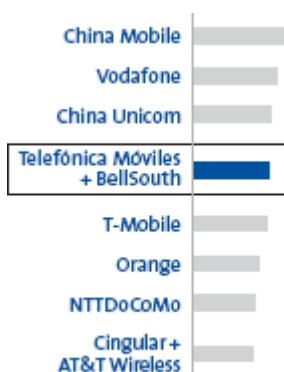 China Mobile
Vodafone
China Unicom
Telefónica Móviles
+ BellSouth
T-Mobile
Orange
NTTDoCoMo
Cingular +
AT&T Wireless